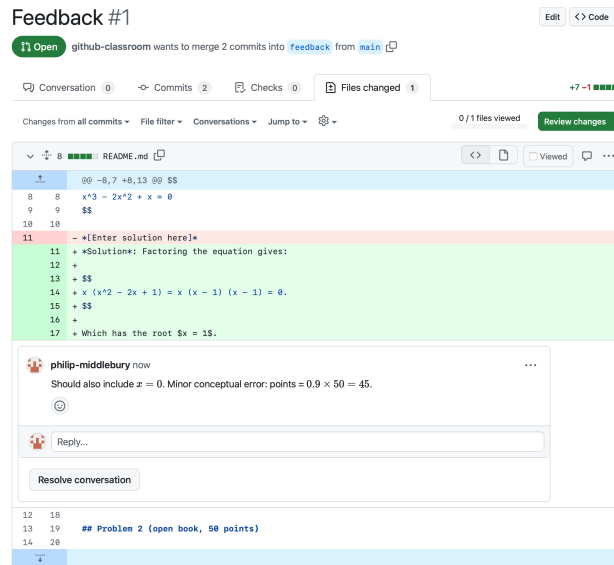 Feedback #1
Edit <> Code
Open github-classroom wants to merge 2 commits into feedback from main
Conversation 0 Commits 2 Checks 0 Files changed 1 +7 −1
Changes from all commits File filter Conversations Jump to 0 / 1 files viewed Review changes
8 README.md <> Viewed ...
@@ -8,7 +8,13 @@ $$
8 8 x^3 - 2x^2 + x = 0
9 9 $$
10 10
11 - *[Enter solution here]*
11 + *Solution*: Factoring the equation gives:
12 +
13 + $$
14 + x (x^2 - 2x + 1) = x (x - 1) (x - 1) = 0.
15 + $$
16 +
17 + Which has the root $x = 1$.
philip-middlebury now ...
Should also include x = 0. Minor conceptual error: points = 0.9 × 50 = 45.
Reply...
Resolve conversation
12 18
13 19 ## Problem 2 (open book, 50 points)
14 20